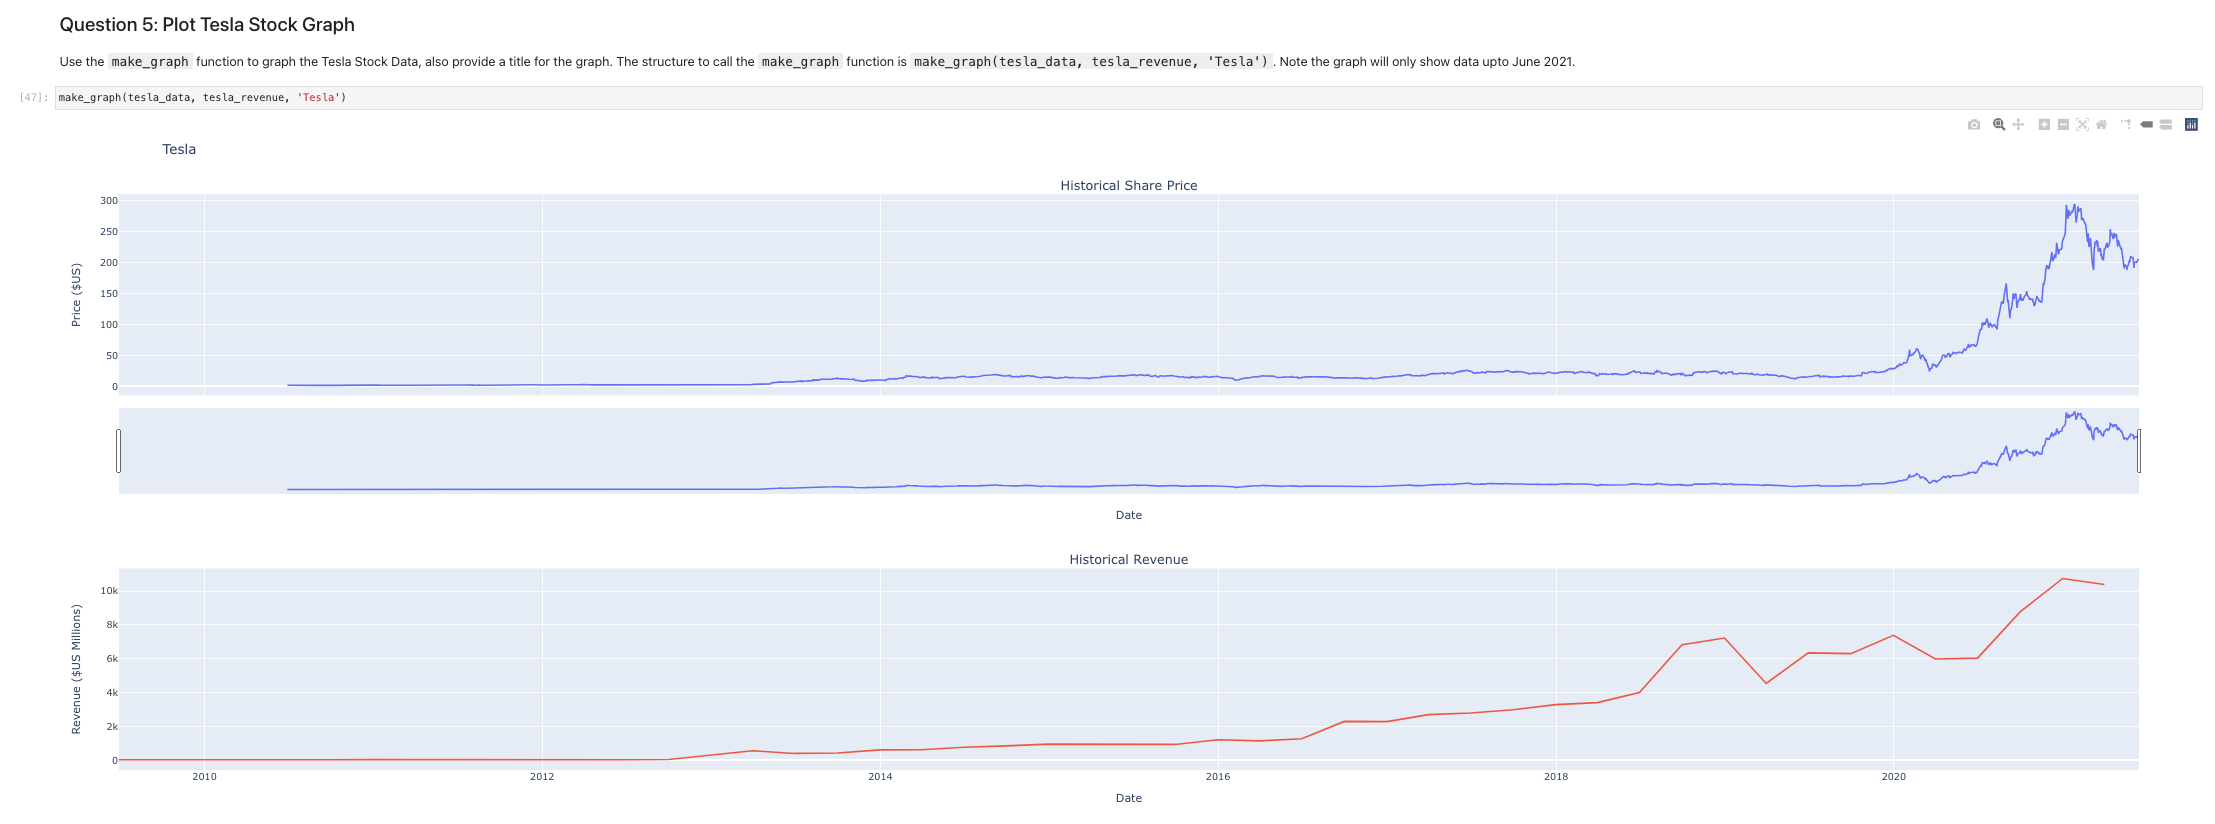 Question 5: Plot Tesla Stock Graph
Use the make_graph function to graph the Tesla Stock Data, also provide a title for the graph. The structure to call the make_graph function is make_graph(tesla_data, tesla_revenue, 'Tesla') . Note the graph will only show data upto June 2021.
[47]: make_graph(tesla_data, tesla_revenue, 'Tesla')
Tesla
Historical Share Price
Price ($US)
300
250
200
150
100
50
0
Date
Historical Revenue
Revenue ($US Millions)
10k
8k
6k
4k
2k
0
2010 2012 2014 2016 2018 2020
Date